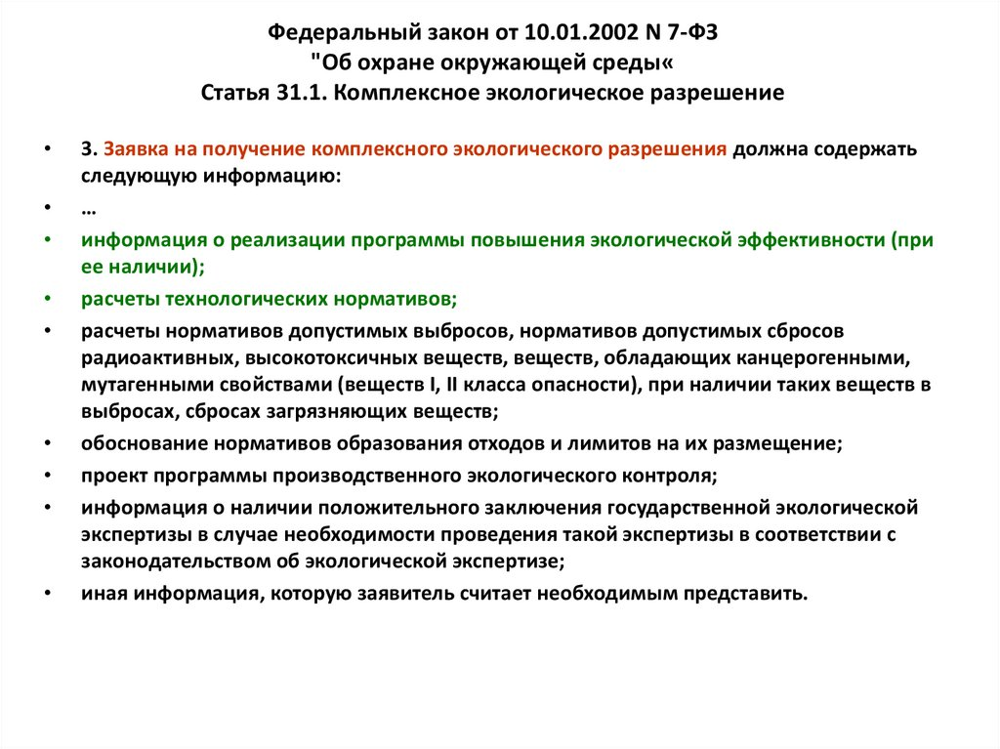 Федеральный закон от 10.01.2002 N 7-ФЗ
"Об охране окружающей среды«
Статья 31.1. Комплексное экологическое разрешение
• 3. Заявка на получение комплексного экологического разрешения должна содержать
следующую информацию:
• …
• информация о реализации программы повышения экологической эффективности (при
ее наличии);
• расчеты технологических нормативов;
• расчеты нормативов допустимых выбросов, нормативов допустимых сбросов
радиоактивных, высокотоксичных веществ, веществ, обладающих канцерогенными,
мутагенными свойствами (веществ I, II класса опасности), при наличии таких веществ в
выбросах, сбросах загрязняющих веществ;
• обоснование нормативов образования отходов и лимитов на их размещение;
• проект программы производственного экологического контроля;
• информация о наличии положительного заключения государственной экологической
экспертизы в случае необходимости проведения такой экспертизы в соответствии с
законодательством об экологической экспертизе;
• иная информация, которую заявитель считает необходимым представить.